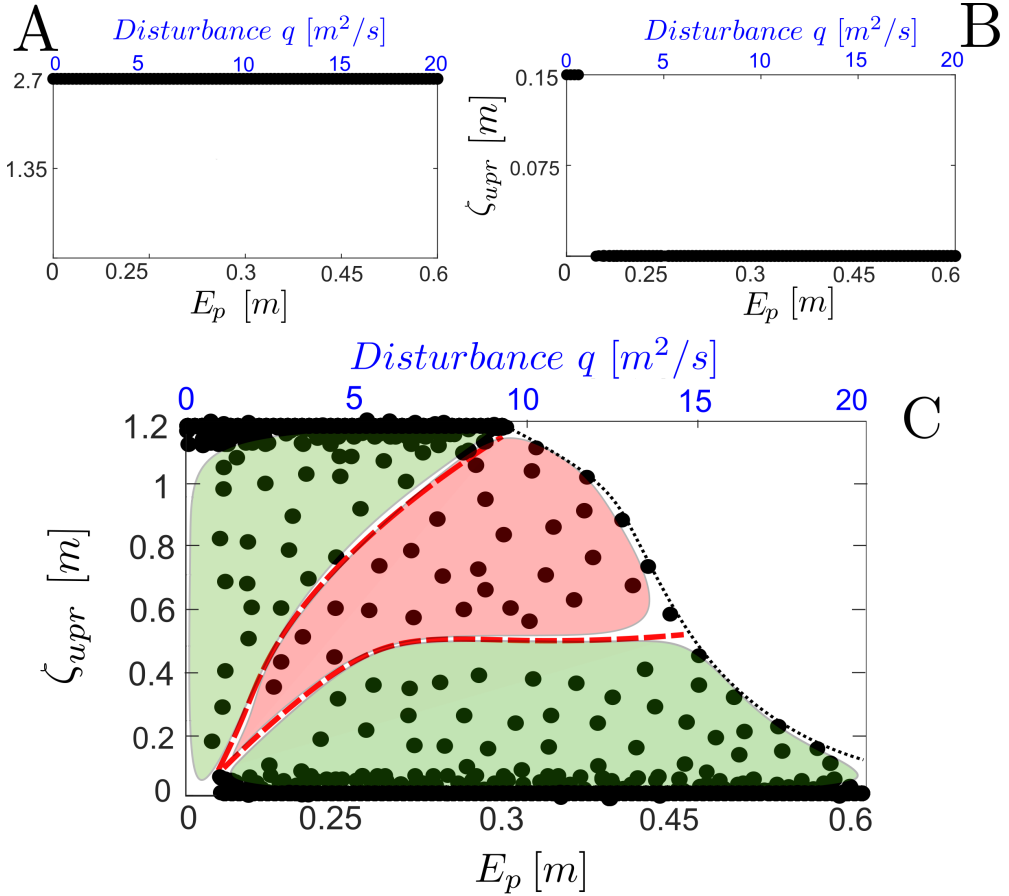 A
Disturbance q [m²/s]
0 5 10 15 20
2.7
1.35
0 0.25 0.3 0.45 0.6
E_p [m]
B
Disturbance q [m²/s]
0 5 10 15 20
0.15
0.075
ζ_upr [m]
0 0.25 0.3 0.45 0.6
E_p [m]
C
Disturbance q [m²/s]
0 5 10 15 20
1.2
1
0.8
0.6
0.4
0.2
0
ζ_upr [m]
0 0.25 0.3 0.45 0.6
E_p [m]